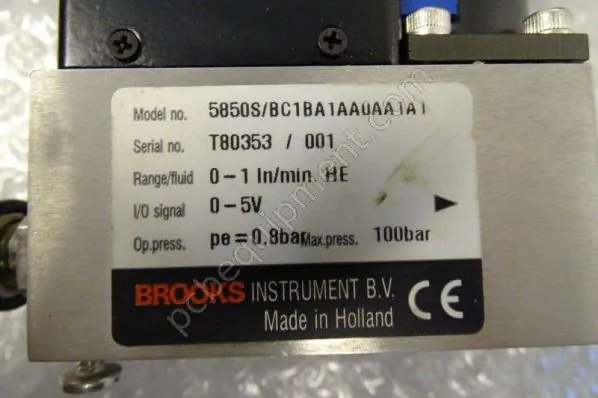 Model no. 5850S/BC1BA1AA0AA1A1
Serial no. T80353 / 001
Range/fluid 0-1 ln/min. HE
I/O signal 0-5V
Op.press. pe=0,8bar Max.press. 100bar
BROOKS INSTRUMENT B.V.
Made in Holland
CE
pcbequipment.com